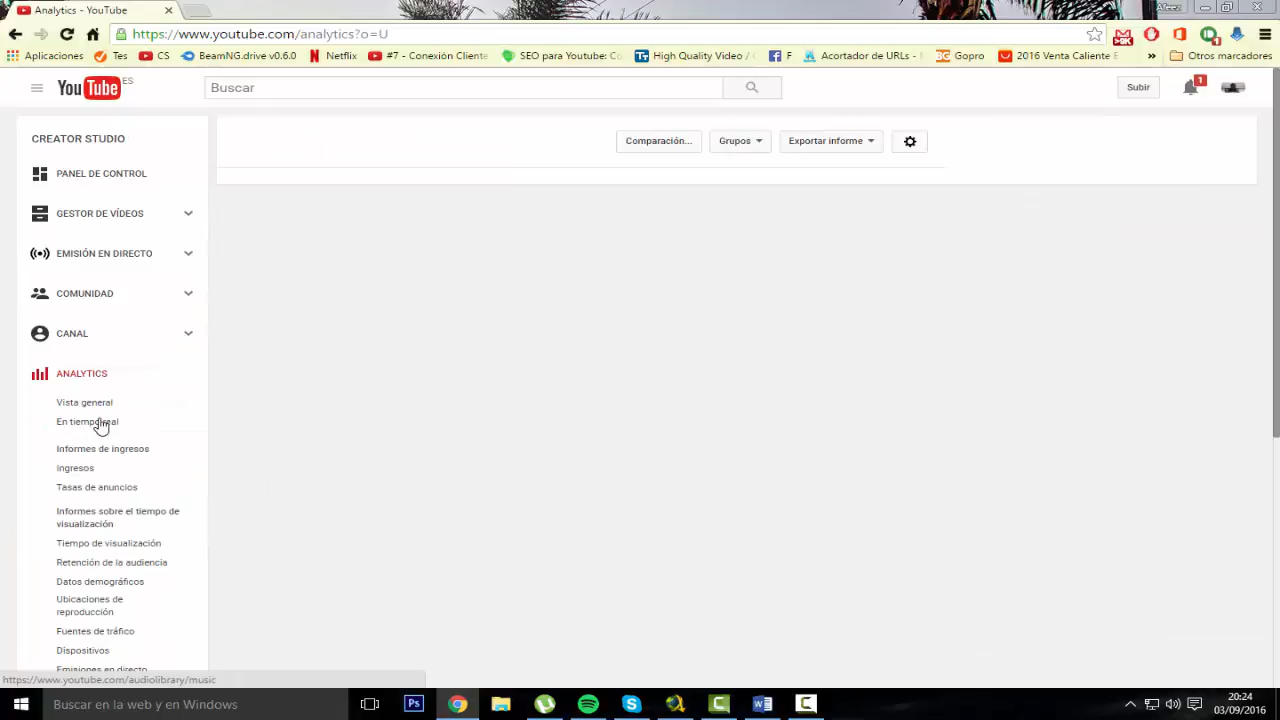 Analytics - YouTube
https://www.youtube.com/analytics?o=U
Aplicaciones Tes CS BeamNG.drive v0.6.0 Netflix #7 - Conexión Cliente SEO para Youtube: Co High Quality Video / C F Acortador de URLs - A Gopro 2016 Venta Caliente E » Otros marcadores
YouTube ES
Buscar
Subir
1
CREATOR STUDIO
Comparación...
Grupos
Exportar informe
PANEL DE CONTROL
GESTOR DE VÍDEOS
EMISIÓN EN DIRECTO
COMUNIDAD
CANAL
ANALYTICS
Vista general
En tiempo real
Informes de ingresos
Ingresos
Tasas de anuncios
Informes sobre el tiempo de
visualización
Tiempo de visualización
Retención de la audiencia
Datos demográficos
Ubicaciones de
reproducción
Fuentes de tráfico
Dispositivos
Emisiones en directo
https://www.youtube.com/audiolibrary/music
Buscar en la web y en Windows
Ps
20:24
03/09/2016